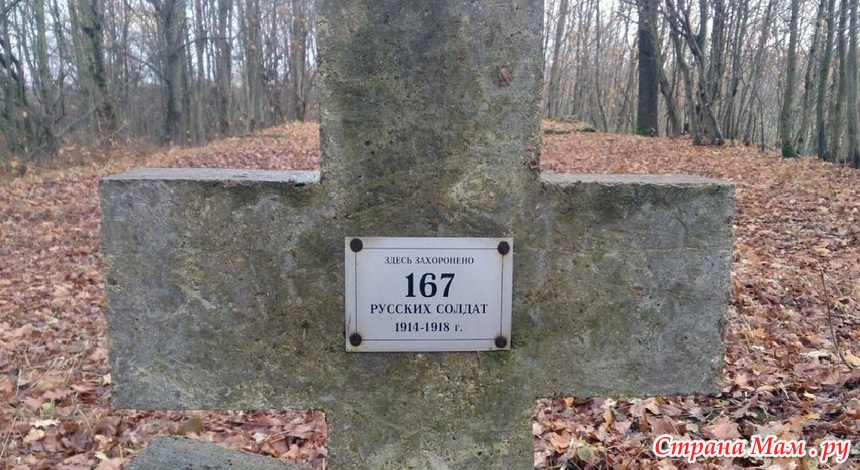 ЗДЕСЬ ЗАХОРОНЕНО
167
РУССКИХ СОЛДАТ
1914-1918 г.
Страна Мам.ру